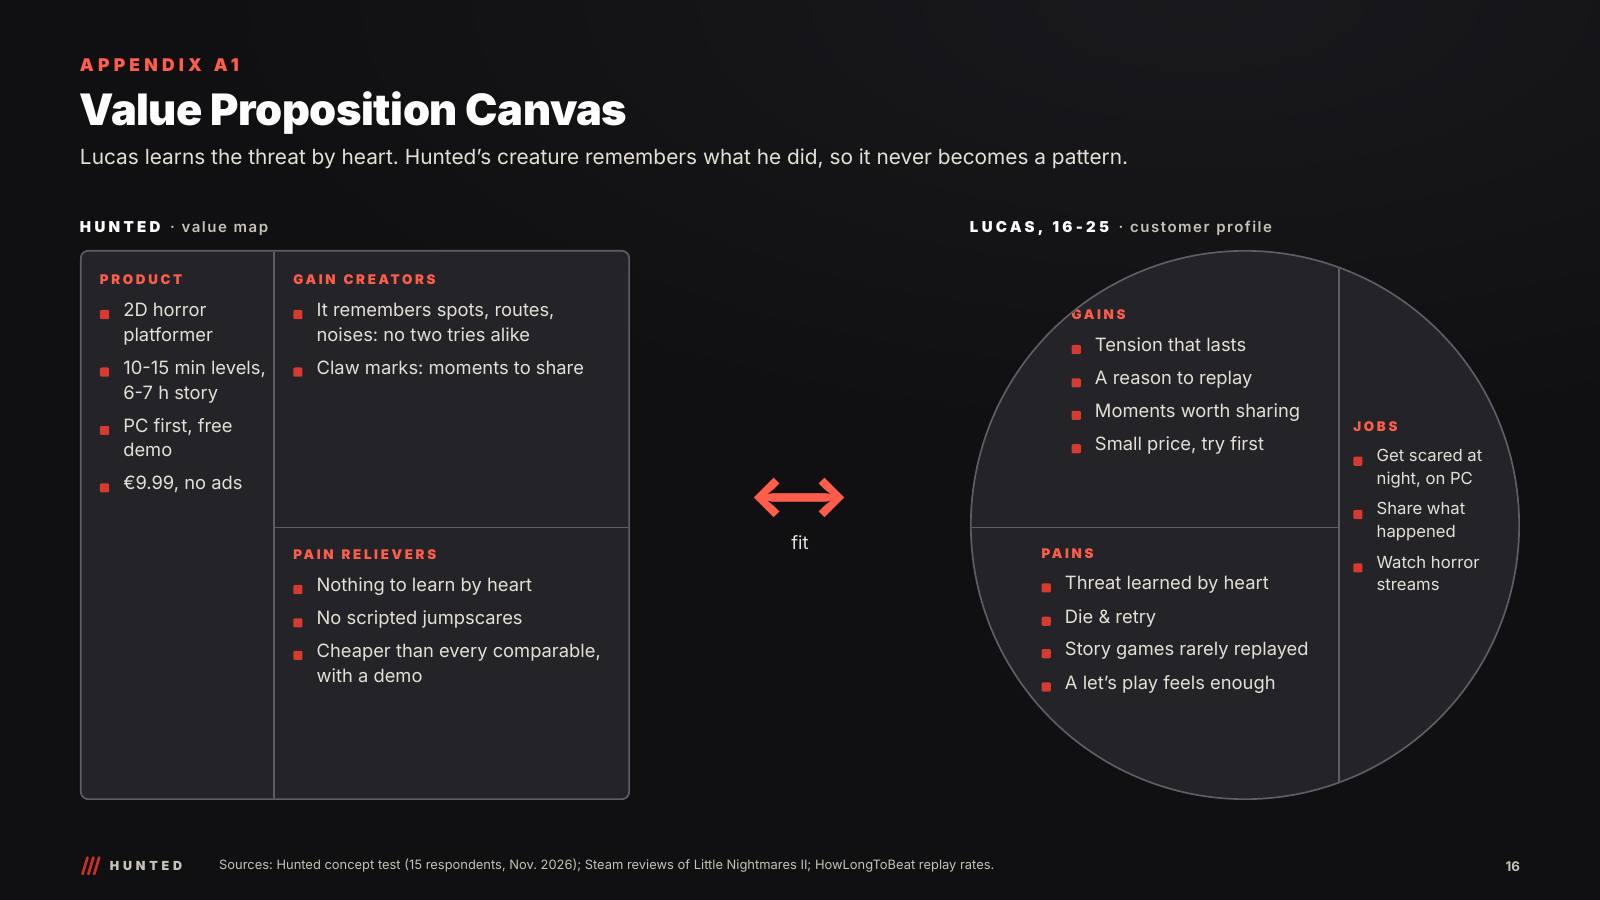 APPENDIX A1
Value Proposition Canvas
Lucas learns the threat by heart. Hunted’s creature remembers what he did, so it never becomes a pattern.
HUNTED · value map
PRODUCT
2D horror
platformer
10-15 min levels,
6-7 h story
PC first, free
demo
€9.99, no ads
GAIN CREATORS
It remembers spots, routes,
noises: no two tries alike
Claw marks: moments to share
PAIN RELIEVERS
Nothing to learn by heart
No scripted jumpscares
Cheaper than every comparable,
with a demo
fit
LUCAS, 16-25 · customer profile
GAINS
Tension that lasts
A reason to replay
Moments worth sharing
Small price, try first
PAINS
Threat learned by heart
Die & retry
Story games rarely replayed
A let’s play feels enough
JOBS
Get scared at
night, on PC
Share what
happened
Watch horror
streams
HUNTED
Sources: Hunted concept test (15 respondents, Nov. 2026); Steam reviews of Little Nightmares II; HowLongToBeat replay rates.
16